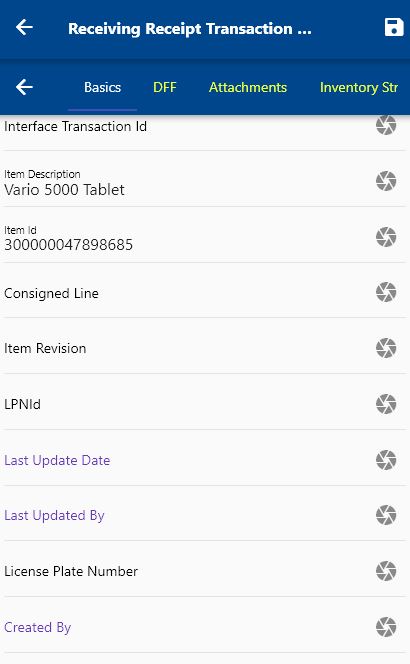 Receiving Receipt Transaction ...
Basics DFF Attachments Inventory Str
Interface Transaction Id
Item Description
Vario 5000 Tablet
Item Id
300000047898685
Consigned Line
Item Revision
LPNId
Last Update Date
Last Updated By
License Plate Number
Created By